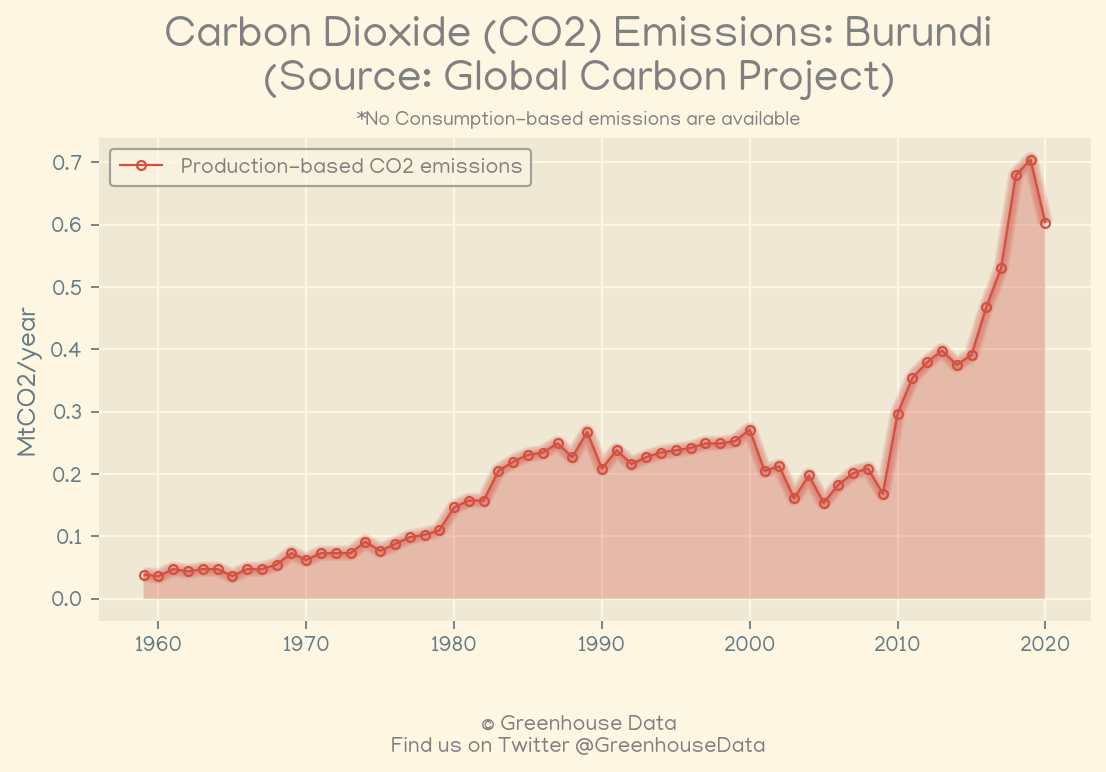 Carbon Dioxide (CO2) Emissions: Burundi
(Source: Global Carbon Project)
*No Consumption-based emissions are available
Production-based CO2 emissions
MtCO2/year
0.7
0.6
0.5
0.4
0.3
0.2
0.1
0.0
1960 1970 1980 1990 2000 2010 2020
© Greenhouse Data
Find us on Twitter @GreenhouseData